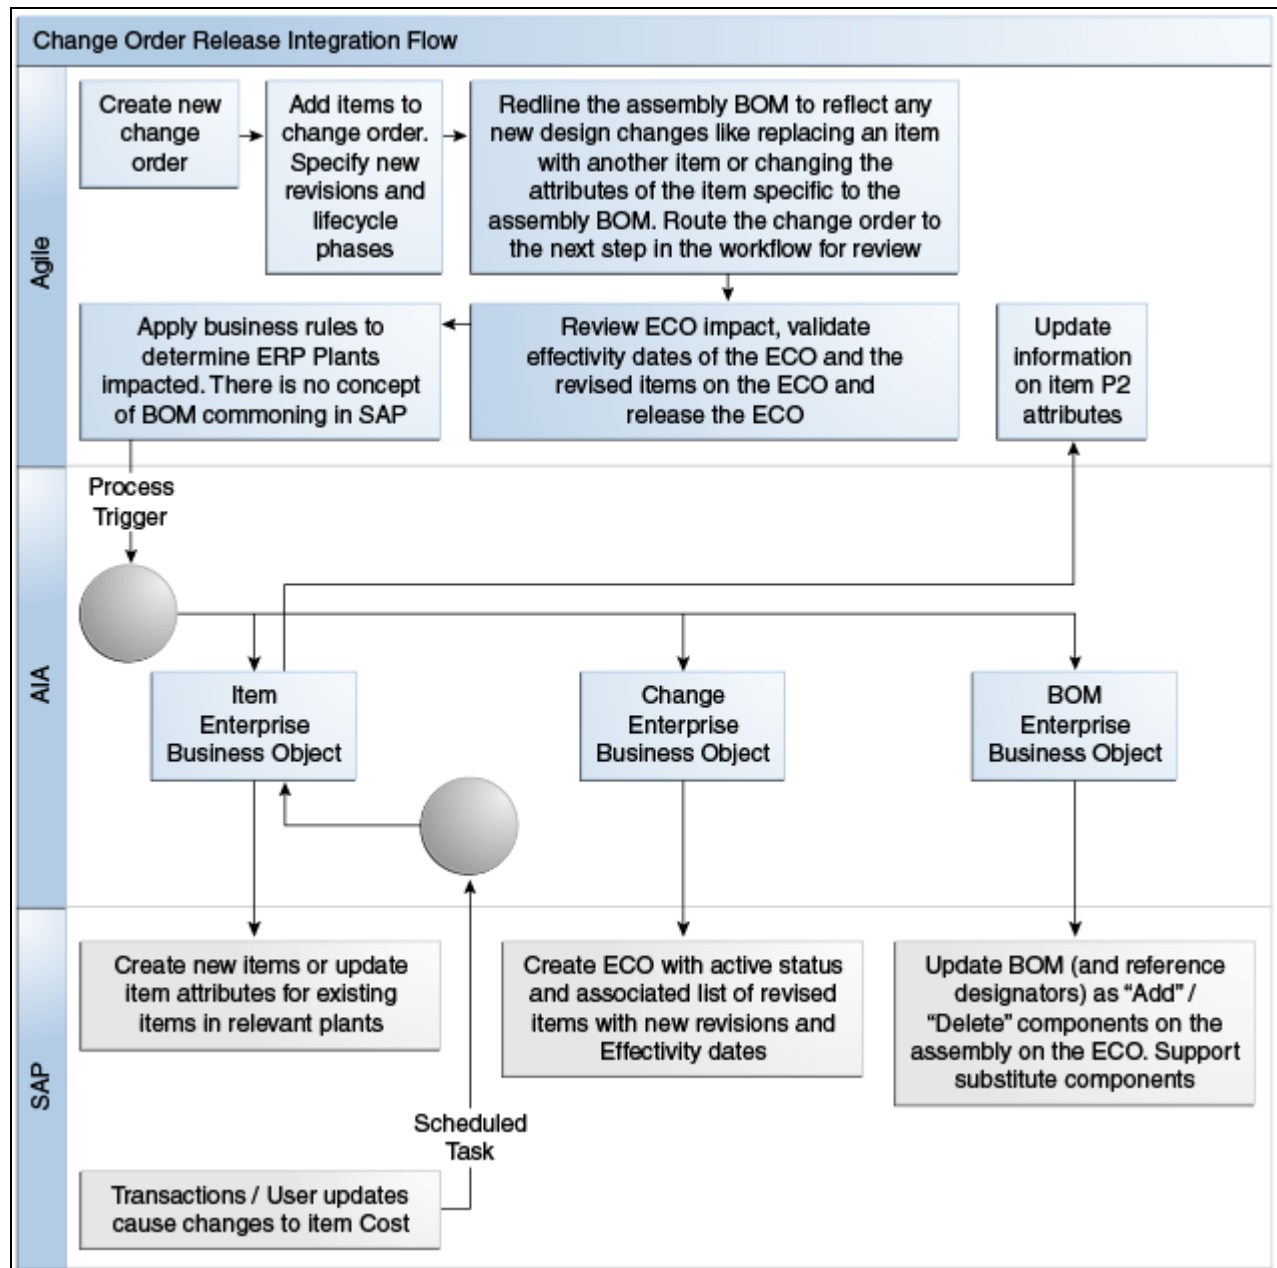 Change Order Release Integration Flow
Agile
Create new
change
order
Add items to
change order.
Specify new
revisions and
lifecycle
phases
Redline the assembly BOM to reflect any
new design changes like replacing an item
with another item or changing the
attributes of the item specific to the
assembly BOM. Route the change order to
the next step in the workflow for review
Apply business rules to
determine ERP Plants
impacted. There is no concept
of BOM commoning in SAP
Review ECO impact, validate
effectivity dates of the ECO and the
revised items on the ECO and
release the ECO
Update
information
on item P2
attributes
AIA
Process
Trigger
Item
Enterprise
Business Object
Change
Enterprise
Business Object
BOM
Enterprise
Business Object
SAP
Create new items or update
item attributes for existing
items in relevant plants
Create ECO with active status
and associated list of revised
items with new revisions and
Effectivity dates
Update BOM (and reference
designators) as “Add” /
“Delete” components on the
assembly on the ECO. Support
substitute components
Scheduled
Task
Transactions / User updates
cause changes to item Cost